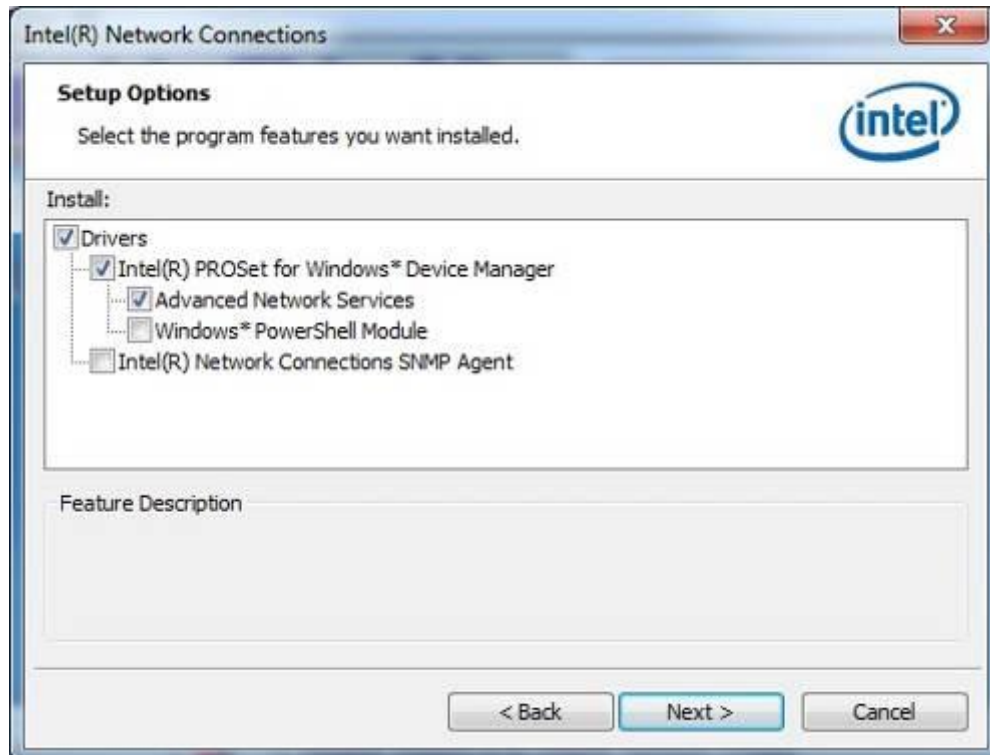 Intel(R) Network Connections
Setup Options
Select the program features you want installed.
intel
Install:
Drivers
Intel(R) PROSet for Windows* Device Manager
Advanced Network Services
Windows* PowerShell Module
Intel(R) Network Connections SNMP Agent
Feature Description
< Back Next > Cancel